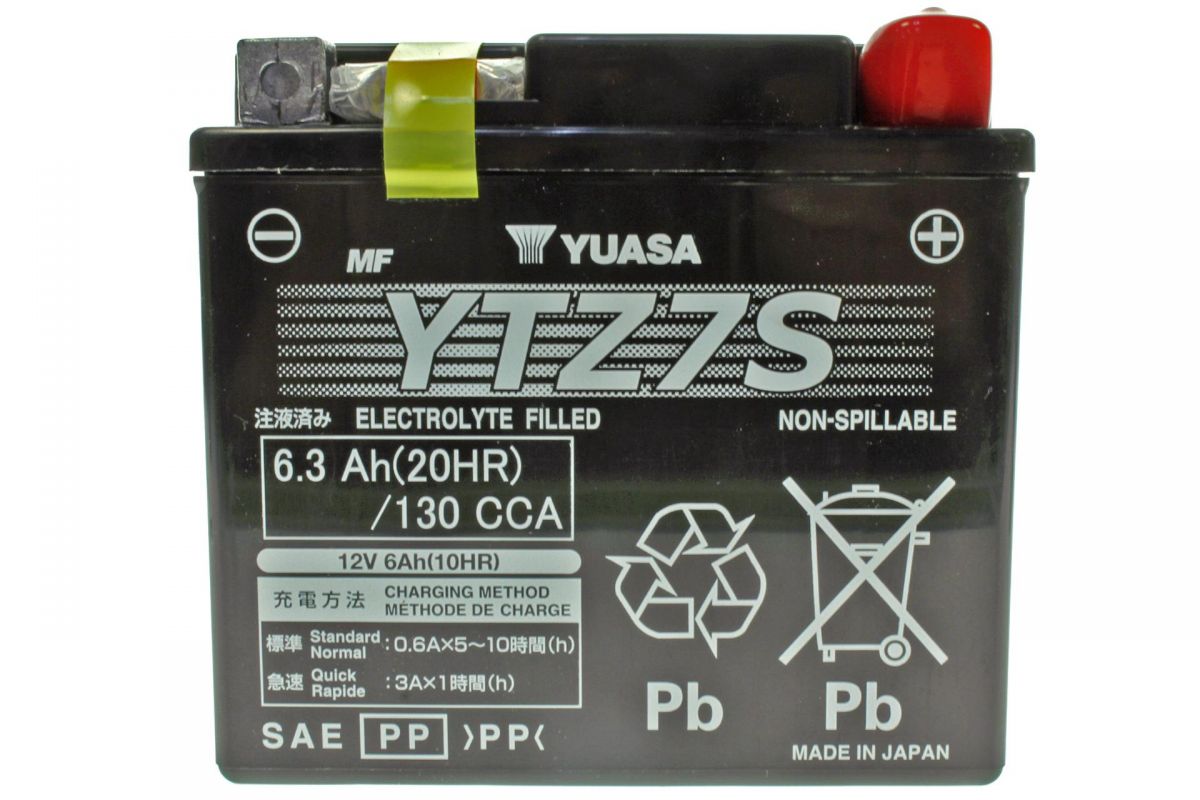 MF
YUASA
YTZ7S
注液済み ELECTROLYTE FILLED
NON-SPILLABLE
6.3 Ah(20HR)
/130 CCA
12V 6Ah(10HR)
充電方法 CHARGING METHOD
MÉTHODE DE CHARGE
標準 Standard Normal :0.6A×5～10時間(h)
急速 Quick Rapide :3A×1時間(h)
SAE PP >PP<
Pb
Pb
MADE IN JAPAN